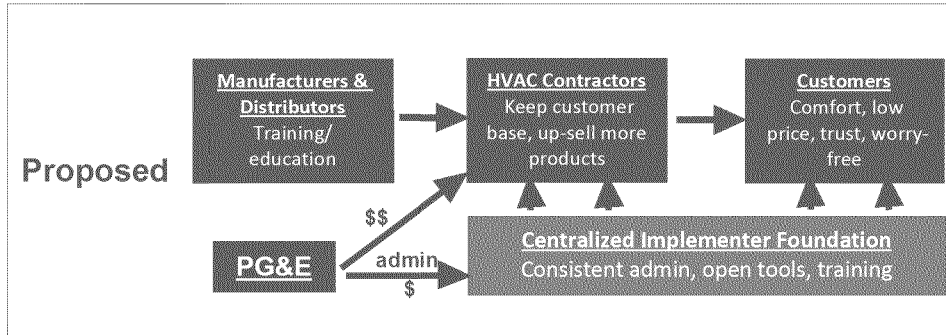 Proposed
Manufacturers &
Distributors
Training/
education
HVAC Contractors
Keep customer
base, up-sell more
products
Customers
Comfort, low
price, trust, worry-
free
$$
PG&E
admin
$
Centralized Implementer Foundation
Consistent admin, open tools, training